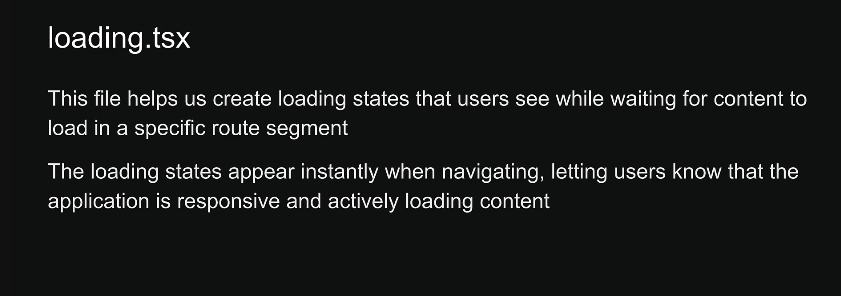 loading.tsx
This file helps us create loading states that users see while waiting for content to
load in a specific route segment
The loading states appear instantly when navigating, letting users know that the
application is responsive and actively loading content